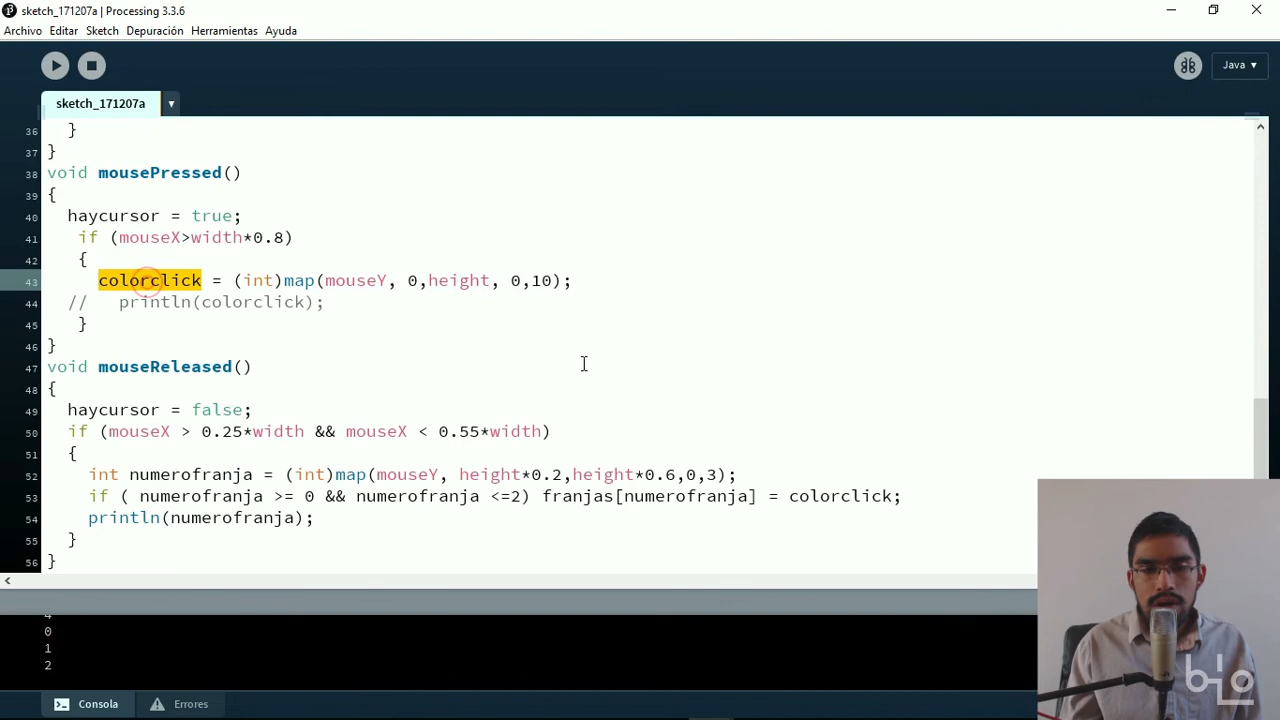 sketch_171207a | Processing 3.3.6
Archivo Editar Sketch Depuración Herramientas Ayuda
Java ▾
sketch_171207a ▾
36 }
37 }
38 void mousePressed()
39 {
40 haycursor = true;
41 if (mouseX>width*0.8)
42 {
43 colorclick = (int)map(mouseY, 0,height, 0,10);
44 // println(colorclick);
45 }
46 }
47 void mouseReleased()
48 {
49 haycursor = false;
50 if (mouseX > 0.25*width && mouseX < 0.55*width)
51 {
52 int numerofranja = (int)map(mouseY, height*0.2,height*0.6,0,3);
53 if ( numerofranja >= 0 && numerofranja <=2) franjas[numerofranja] = colorclick;
54 println(numerofranja);
55 }
56 }
0
1
2
Consola Errores